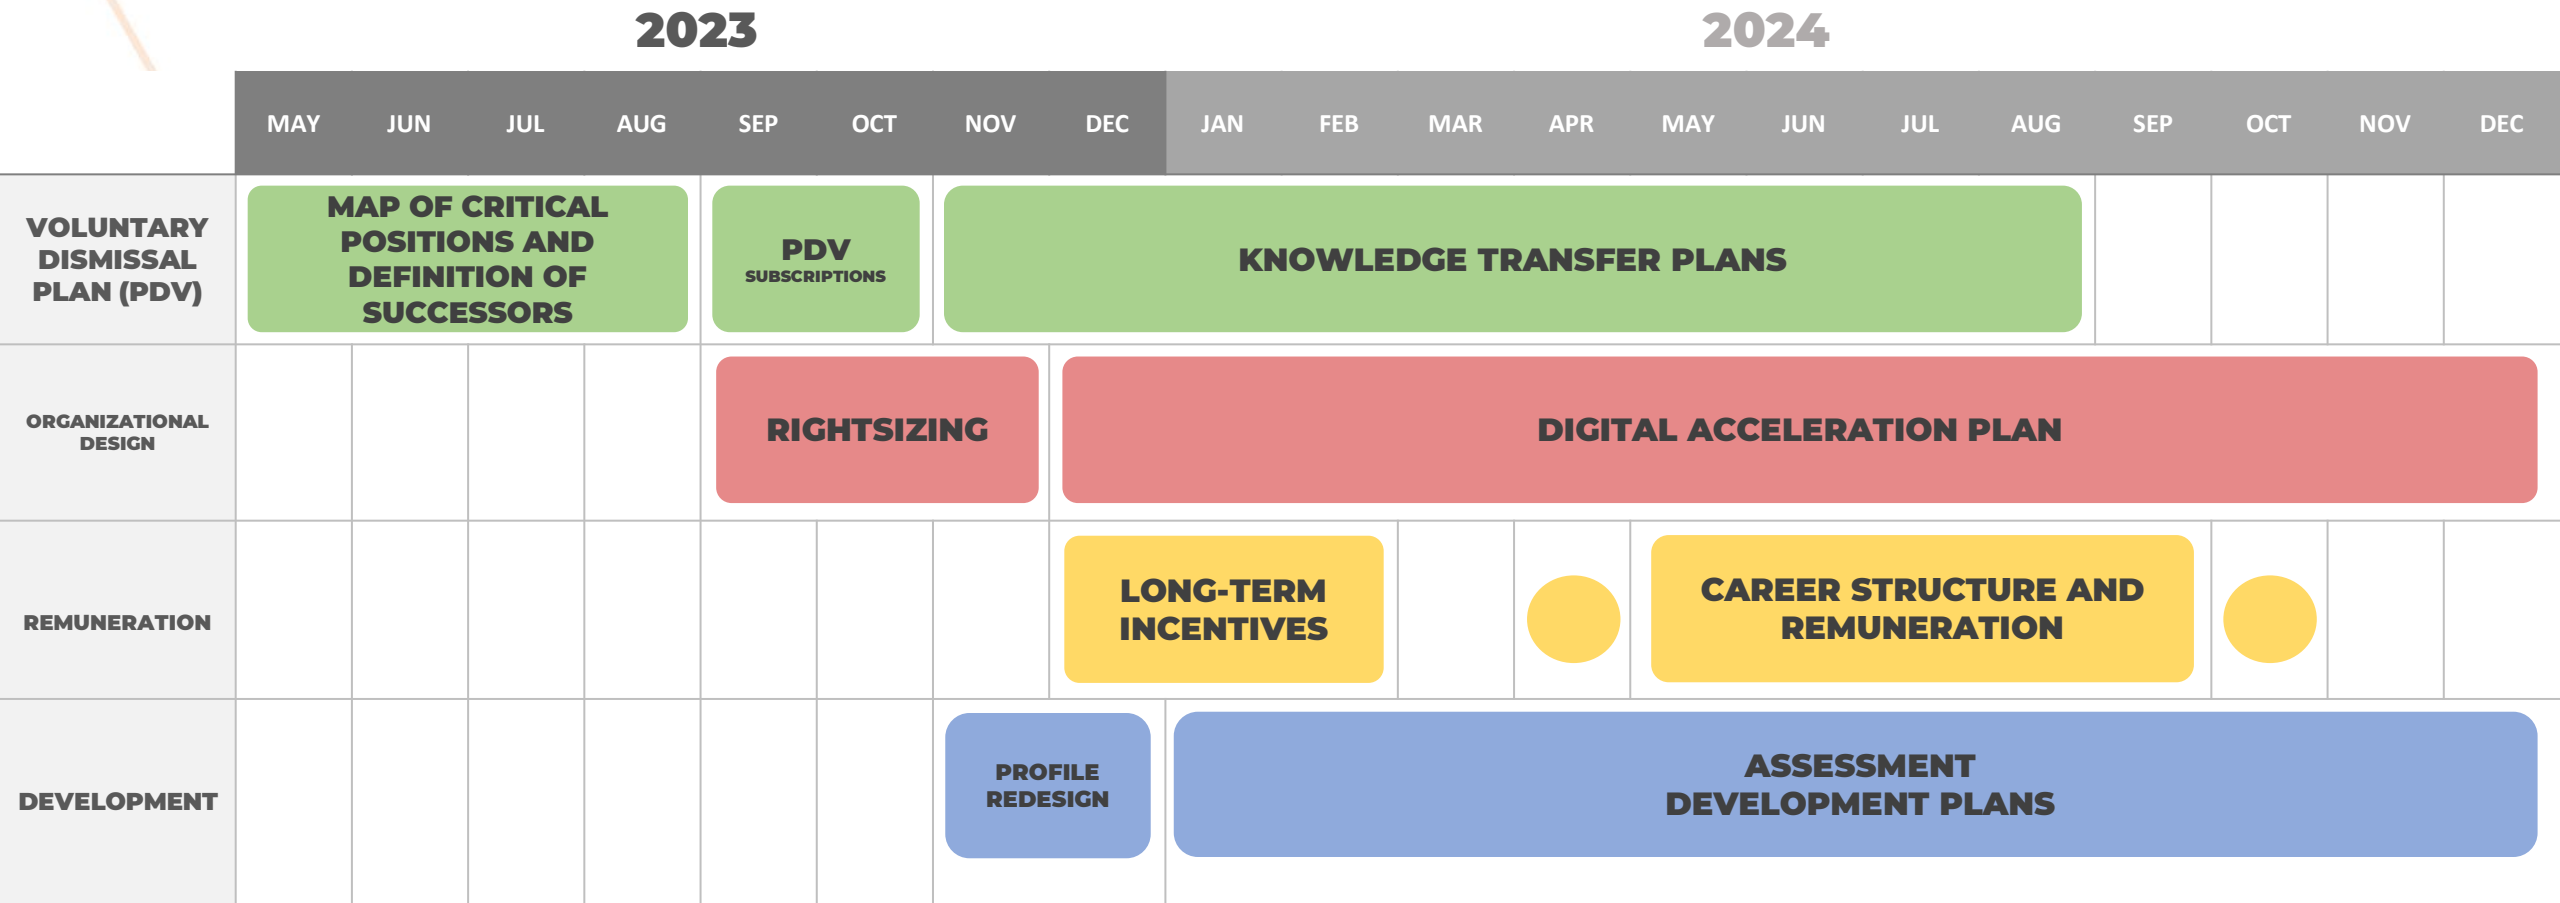 2023
2024
MAY JUN JUL AUG SEP OCT NOV DEC JAN FEB MAR APR MAY JUN JUL AUG SEP OCT NOV DEC
VOLUNTARY
DISMISSAL
PLAN (PDV)
MAP OF CRITICAL
POSITIONS AND
DEFINITION OF
SUCCESSORS
PDV
SUBSCRIPTIONS
KNOWLEDGE TRANSFER PLANS
ORGANIZATIONAL
DESIGN
RIGHTSIZING
DIGITAL ACCELERATION PLAN
REMUNERATION
LONG-TERM
INCENTIVES
CAREER STRUCTURE AND
REMUNERATION
DEVELOPMENT
PROFILE
REDESIGN
ASSESSMENT
DEVELOPMENT PLANS